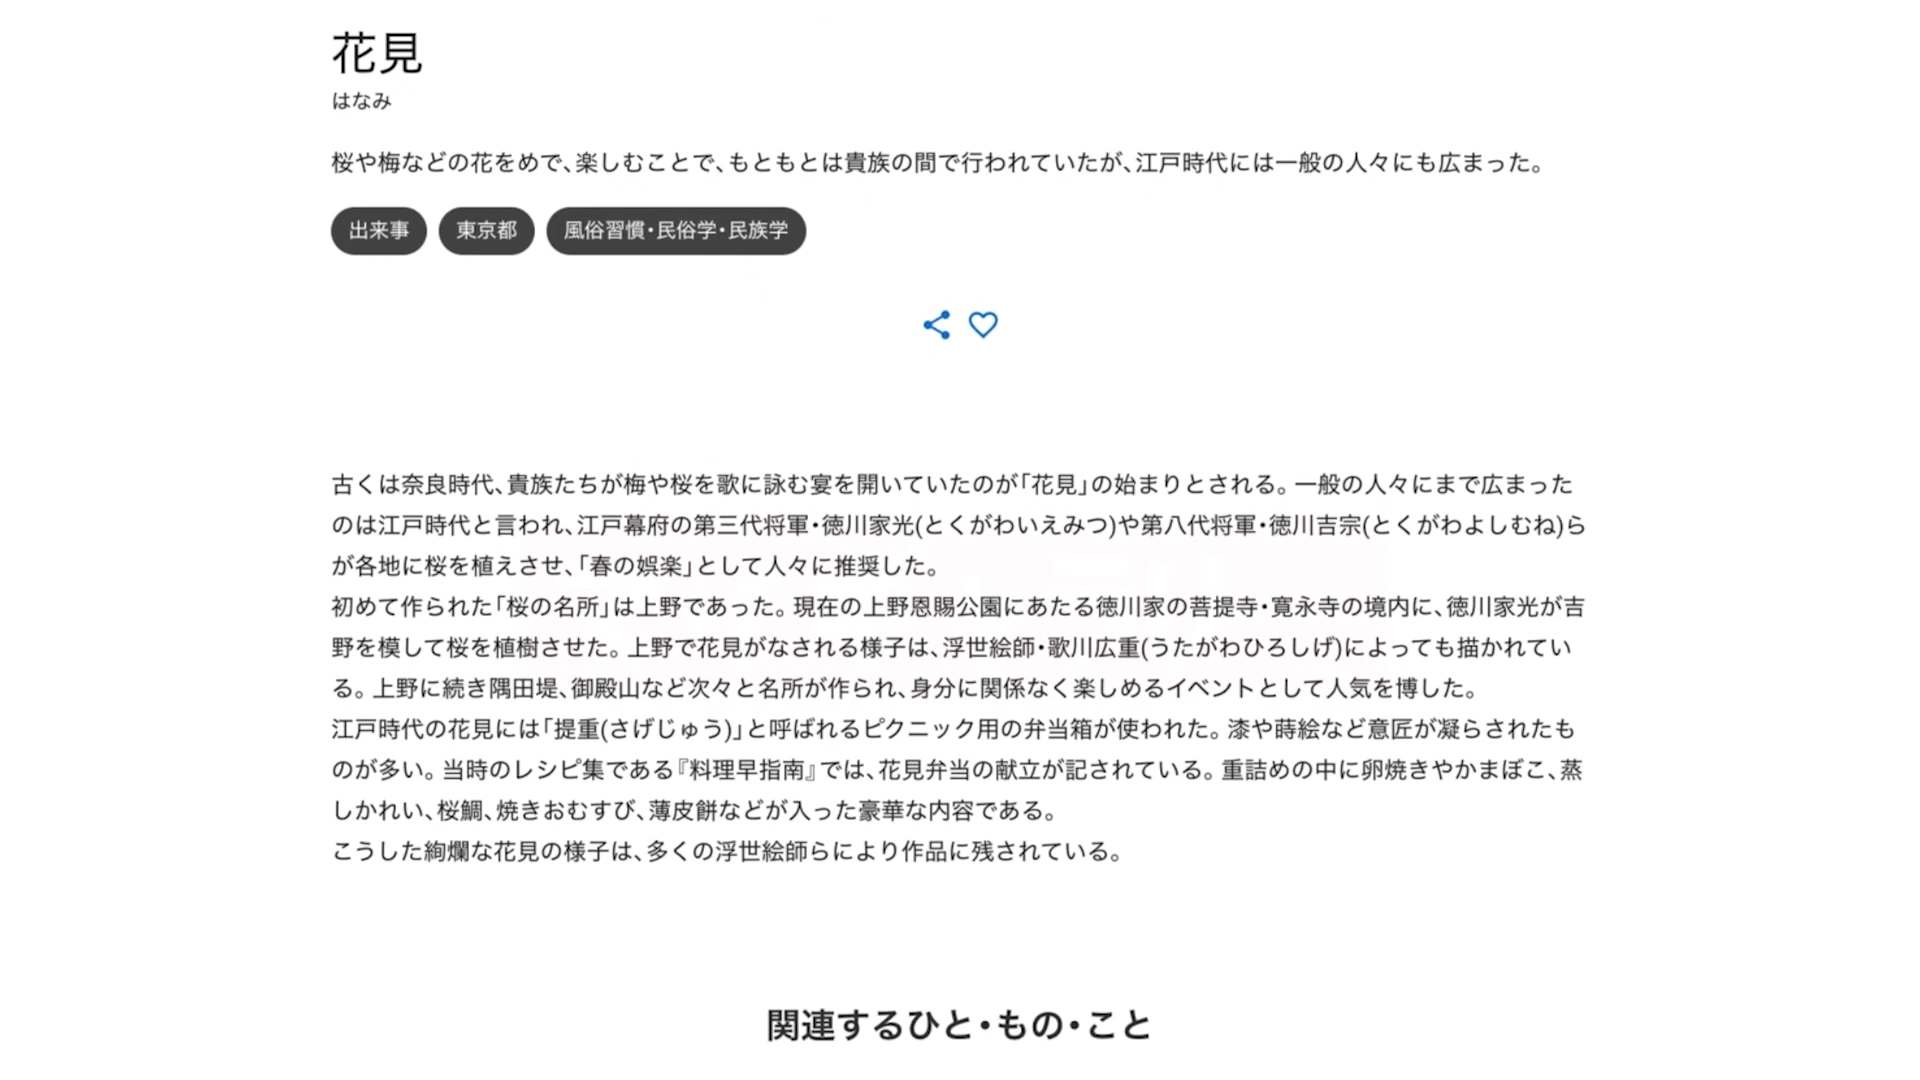 花見
はなみ
桜や梅などの花をめで、楽しむことで、もともとは貴族の間で行われていたが、江戸時代には一般の人々にも広まった。
出来事
東京都
風俗習慣・民俗学・民族学
古くは奈良時代、貴族たちが梅や桜を歌に詠む宴を開いていたのが「花見」の始まりとされる。一般の人々にまで広まった
のは江戸時代と言われ、江戸幕府の第三代将軍・徳川家光(とくがわいえみつ)や第八代将軍・徳川吉宗(とくがわよしむね)ら
が各地に桜を植えさせ、「春の娯楽」として人々に推奨した。
初めて作られた「桜の名所」は上野であった。現在の上野恩賜公園にあたる徳川家の菩提寺・寛永寺の境内に、徳川家光が吉
野を模して桜を植樹させた。上野で花見がなされる様子は、浮世絵師・歌川広重(うたがわひろしげ)によっても描かれてい
る。上野に続き隅田堤、御殿山など次々と名所が作られ、身分に関係なく楽しめるイベントとして人気を博した。
江戸時代の花見には「提重(さげじゅう)」と呼ばれるピクニック用の弁当箱が使われた。漆や蒔絵など意匠が凝らされたも
のが多い。当時のレシピ集である『料理早指南』では、花見弁当の献立が記されている。重詰めの中に卵焼きやかまぼこ、蒸
しかれい、桜鯛、焼きおむすび、薄皮餅などが入った豪華な内容である。
こうした絢爛な花見の様子は、多くの浮世絵師らにより作品に残されている。
関連するひと・もの・こと